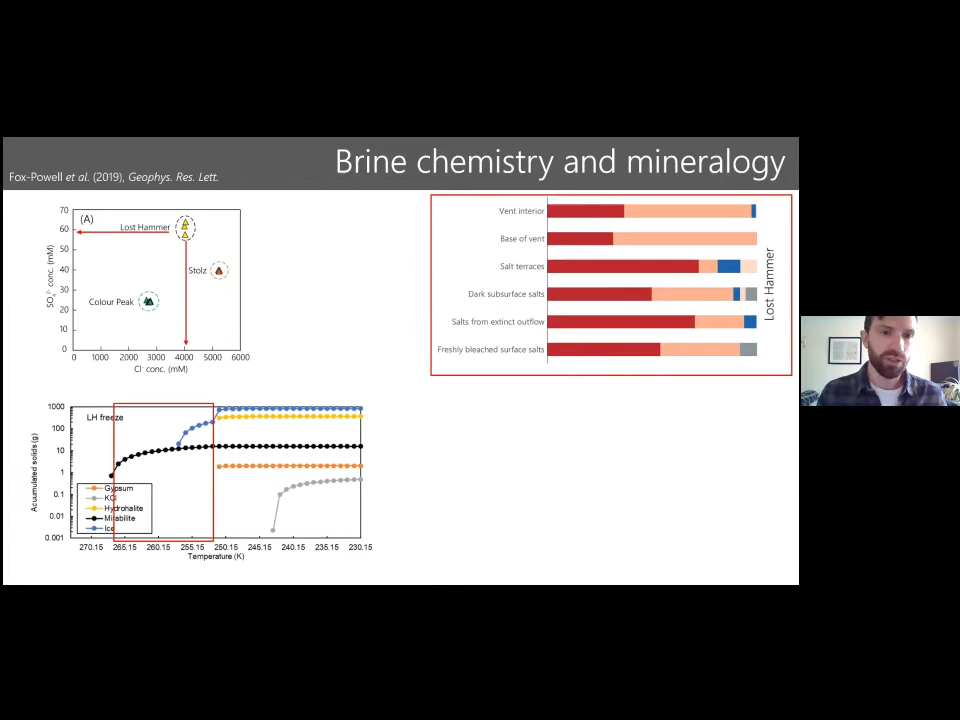 Brine chemistry and mineralogy
Fox-Powell et al. (2019), Geophys. Res. Lett.
(A)
70
60
50
40
30
20
10
0
SO₄²⁻ conc. (mM)
Lost Hammer
Stolz
Colour Peak
0 1000 2000 3000 4000 5000 6000
Cl⁻ conc. (mM)
Vent interior
Base of vent
Salt terraces
Dark subsurface salts
Salts from extinct outflow
Freshly bleached surface salts
Lost Hammer
LH freeze
1000
100
10
1
0.1
0.01
0.001
Acuumulated solids (g)
Gypsum
KCl
Hydrohalite
Mirabilite
Ice
270.15 265.15 260.15 255.15 250.15 245.15 240.15 235.15 230.15
Temperature (K)